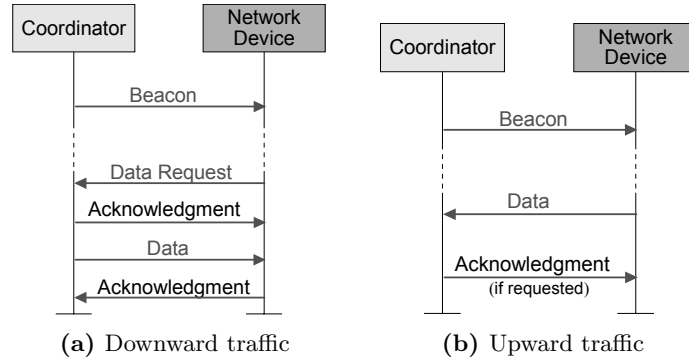 Coordinator
Network
Device
Beacon
Data Request
Acknowledgment
Data
Acknowledgment
(a) Downward traffic
Coordinator
Network
Device
Beacon
Data
Acknowledgment
(if requested)
(b) Upward traffic